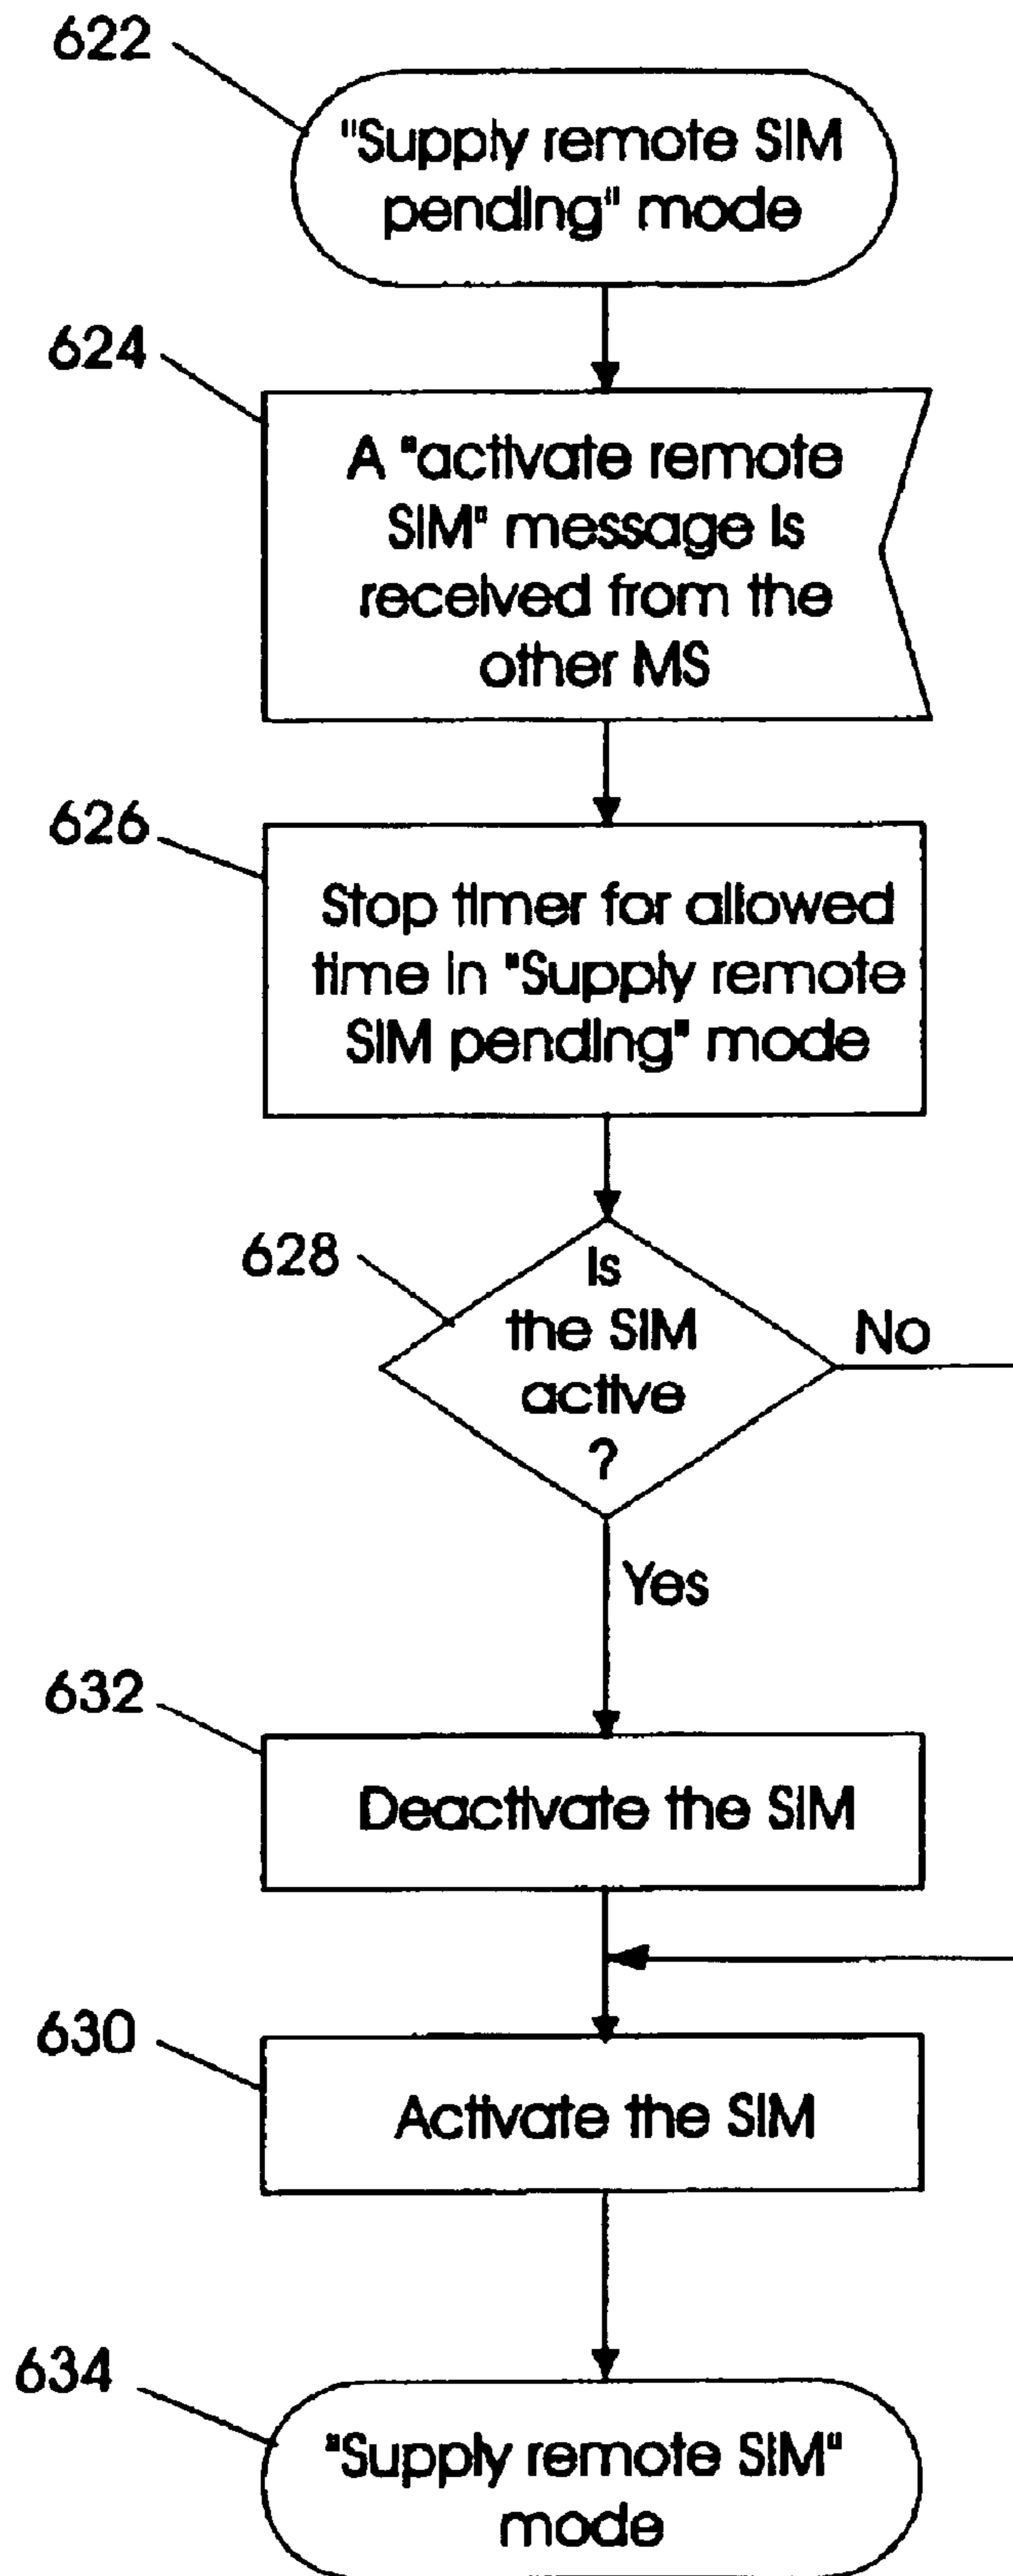 622
"Supply remote SIM
pending" mode
624
A "activate remote
SIM" message is
received from the
other MS
626
Stop timer for allowed
time in "Supply remote
SIM pending" mode
628
Is
the SIM
active
?
No
Yes
632
Deactivate the SIM
630
Activate the SIM
634
"Supply remote SIM"
mode